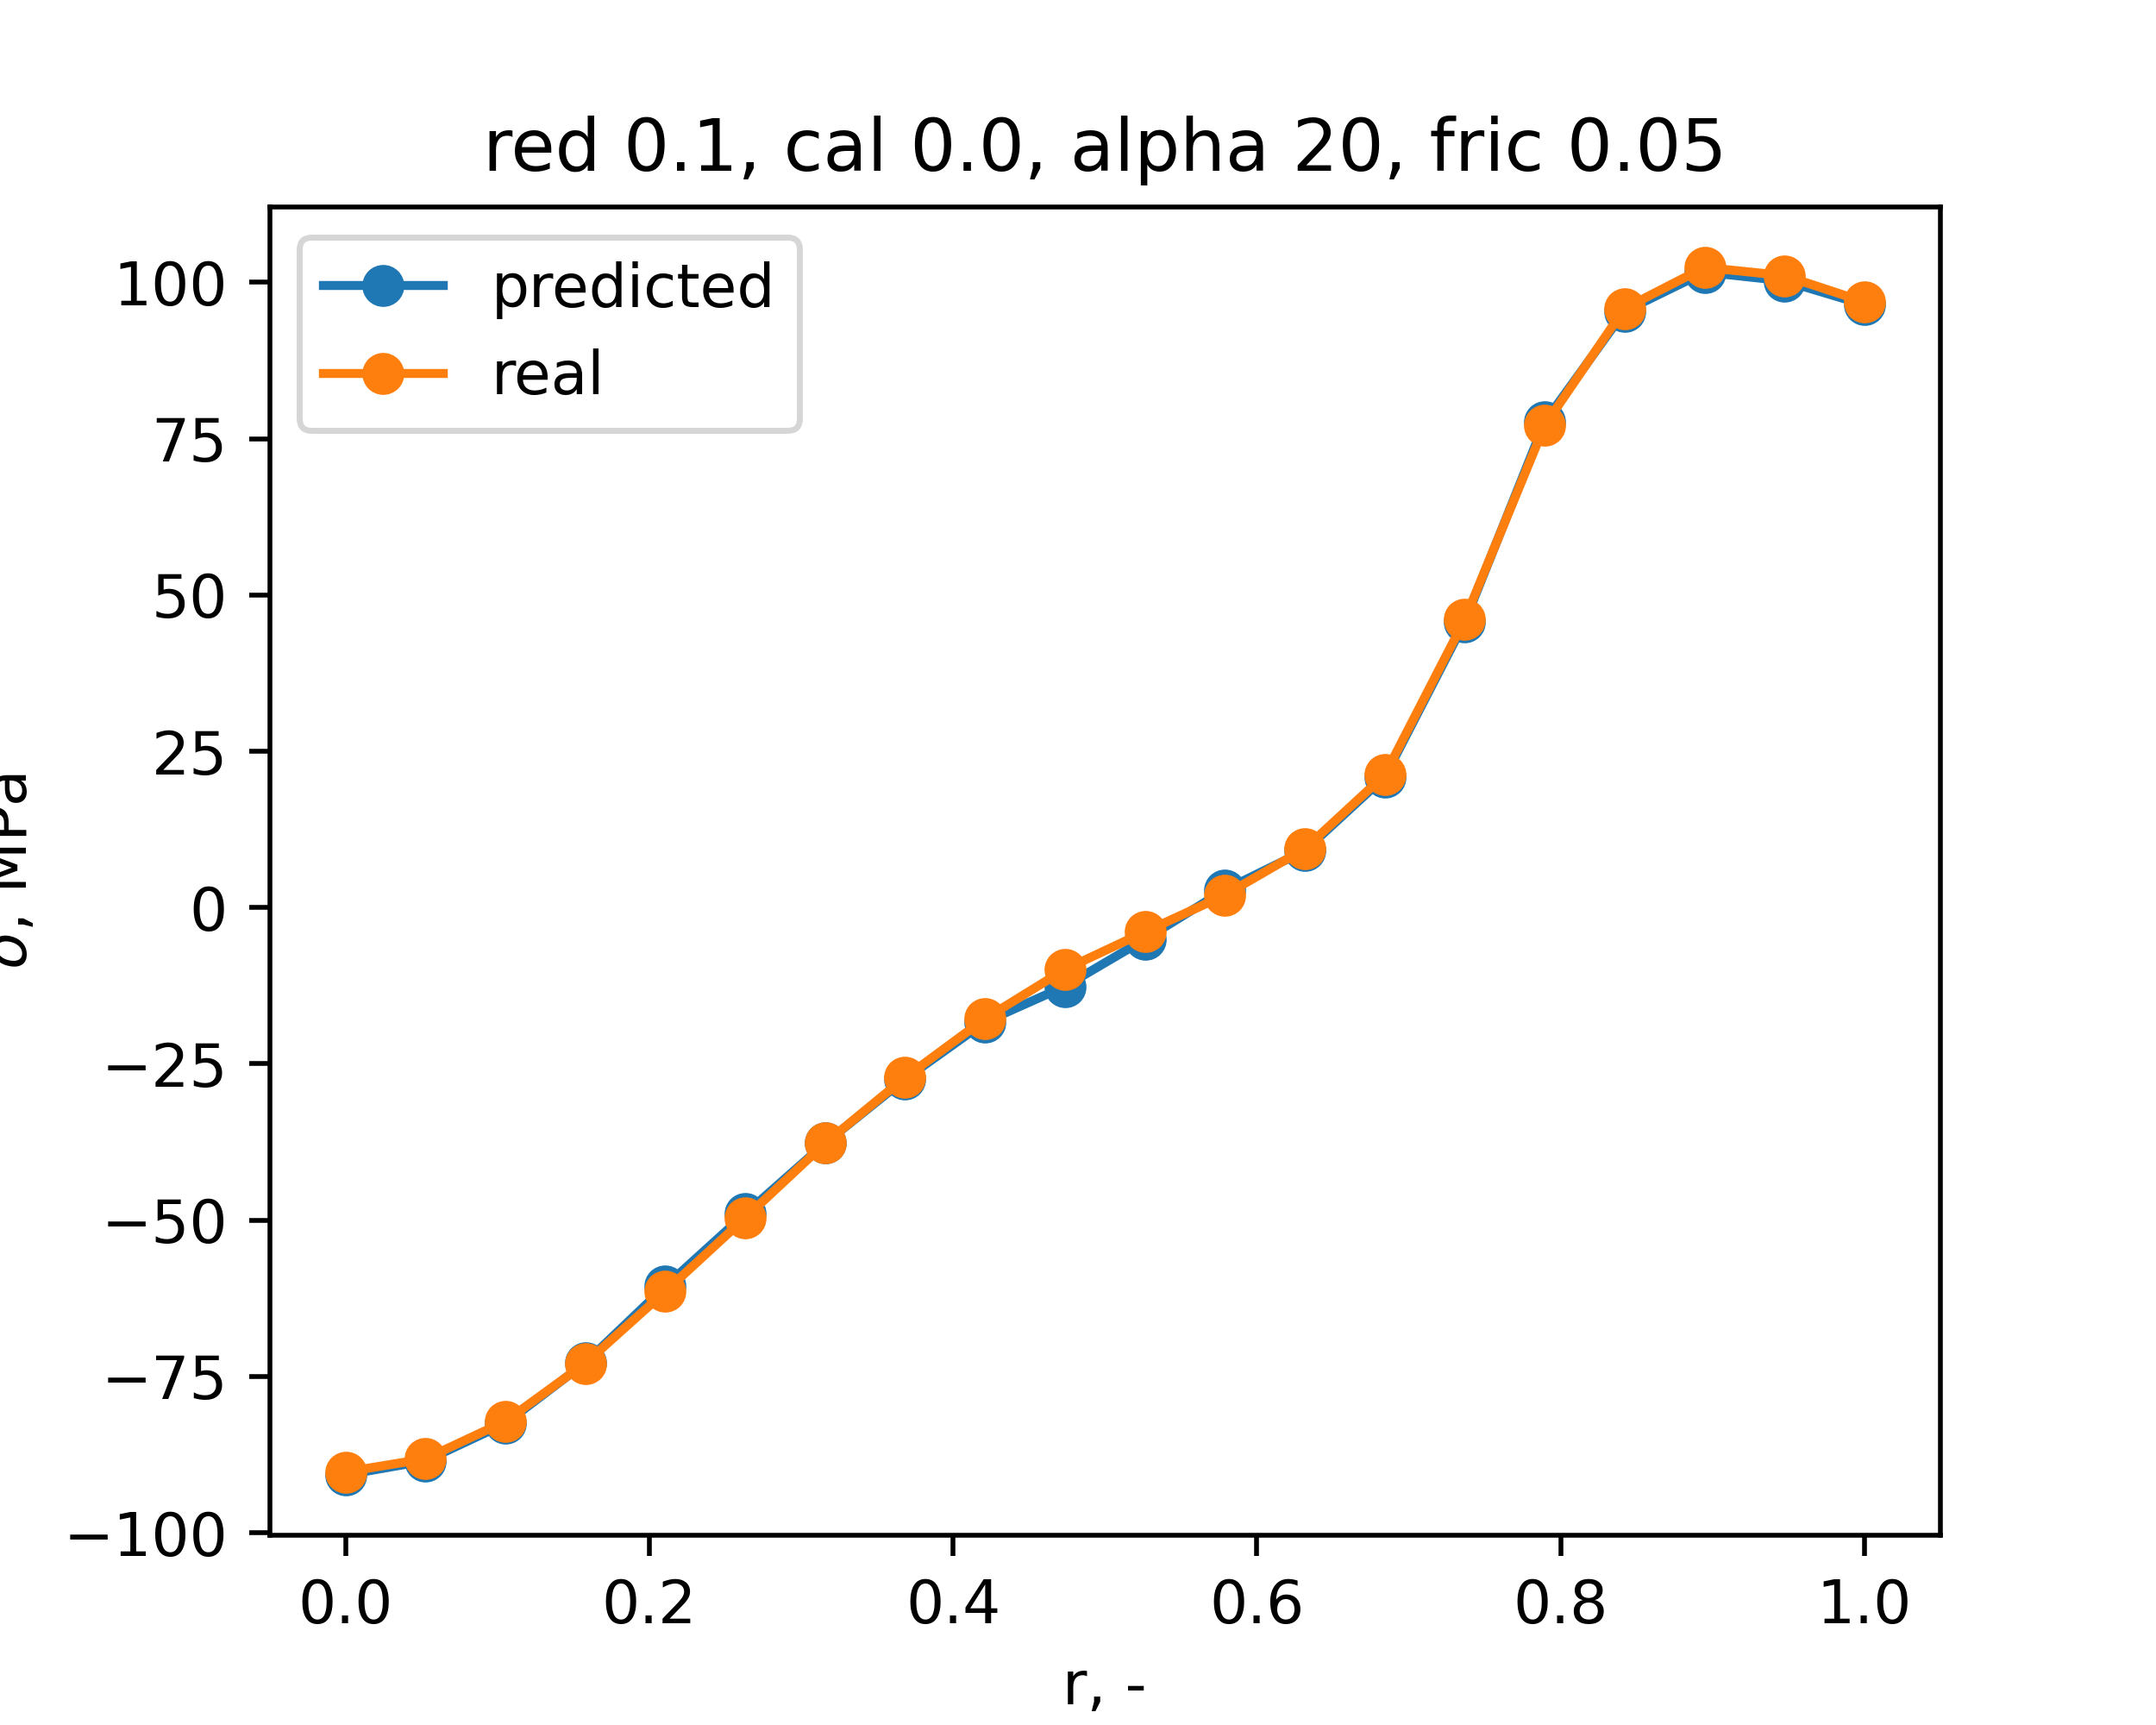 red 0.1, cal 0.0, alpha 20, fric 0.05
predicted
real
100
75
50
25
0
−25
−50
−75
−100
σ, MPa
0.0 0.2 0.4 0.6 0.8 1.0
r, -